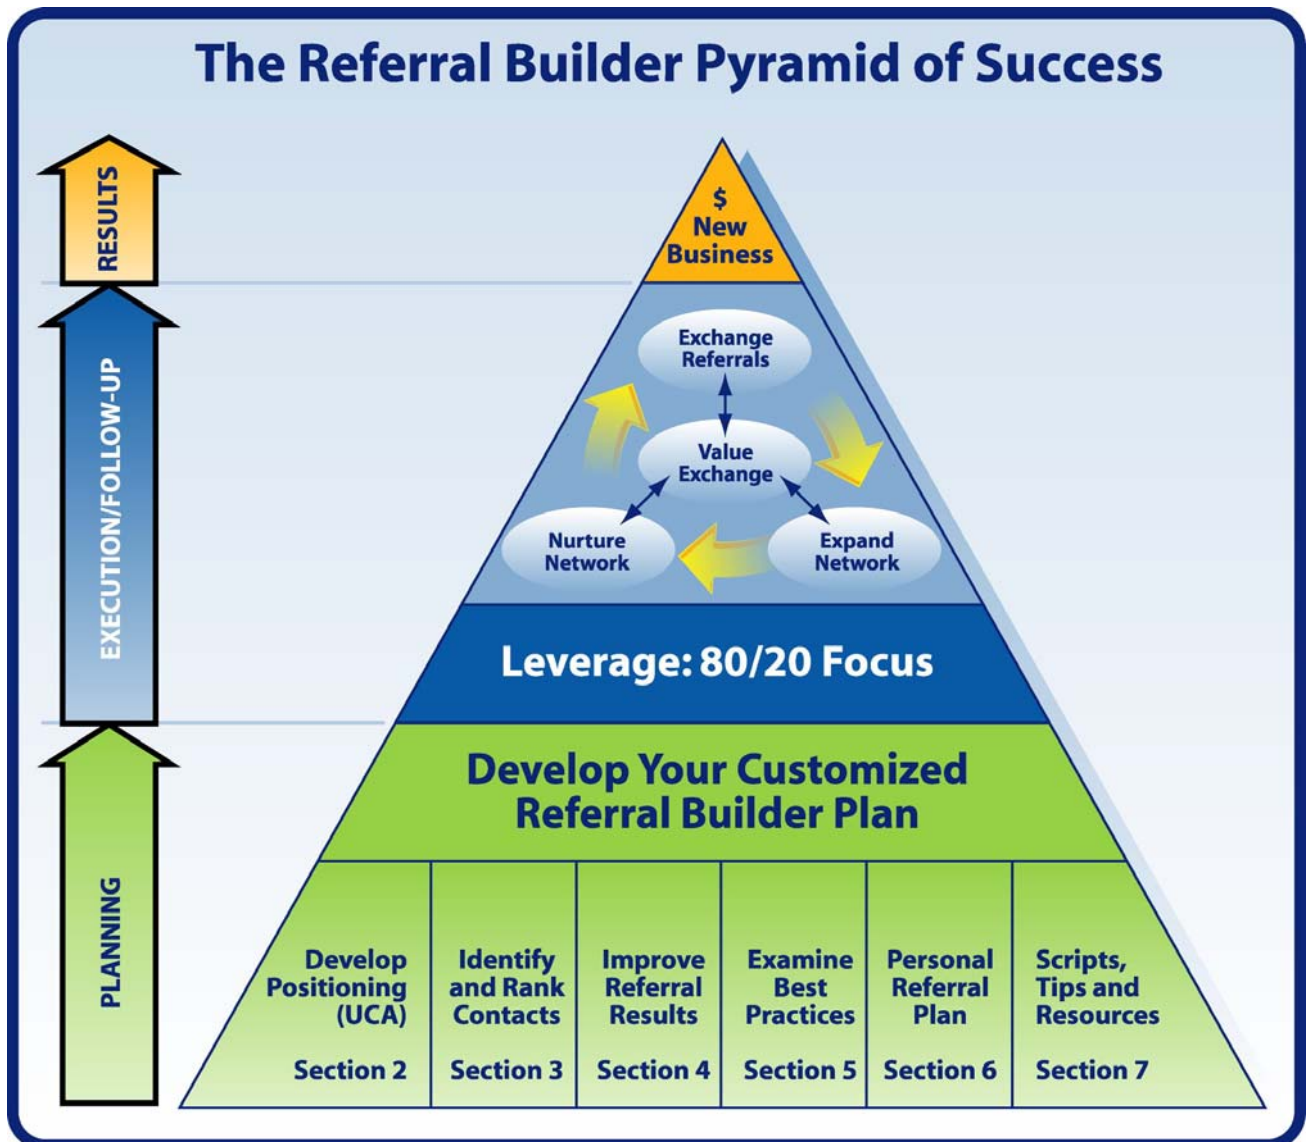 The Referral Builder Pyramid of Success
RESULTS
$
New
Business
EXECUTION/FOLLOW-UP
Exchange
Referrals
Value
Exchange
Nurture
Network
Expand
Network
Leverage: 80/20 Focus
PLANNING
Develop Your Customized
Referral Builder Plan
Develop
Positioning
(UCA)
Section 2
Identify
and Rank
Contacts
Section 3
Improve
Referral
Results
Section 4
Examine
Best
Practices
Section 5
Personal
Referral
Plan
Section 6
Scripts,
Tips and
Resources
Section 7